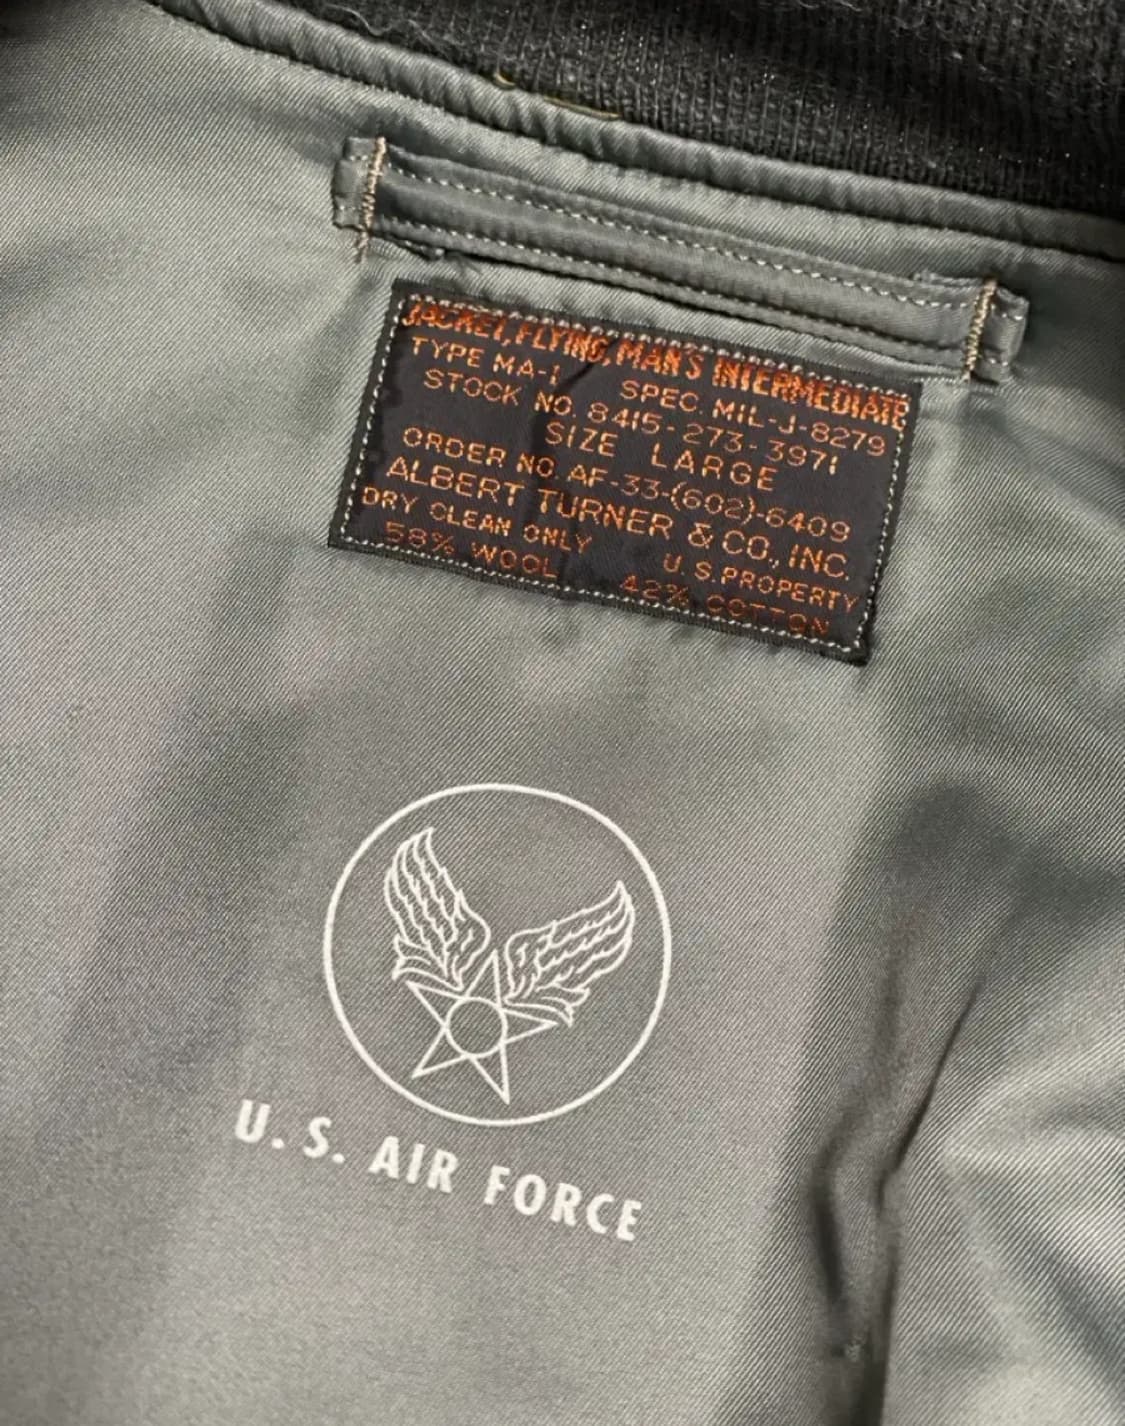 JACKET, FLYING, MAN'S INTERMEDIATE
TYPE MA-1 SPEC. MIL-J-8279
STOCK NO. 8415-273-3971
SIZE LARGE
ORDER NO. AF-33-(602)-6409
ALBERT TURNER & CO., INC.
DRY CLEAN ONLY U.S. PROPERTY
58% WOOL 42% COTTON
U. S. AIR FORCE